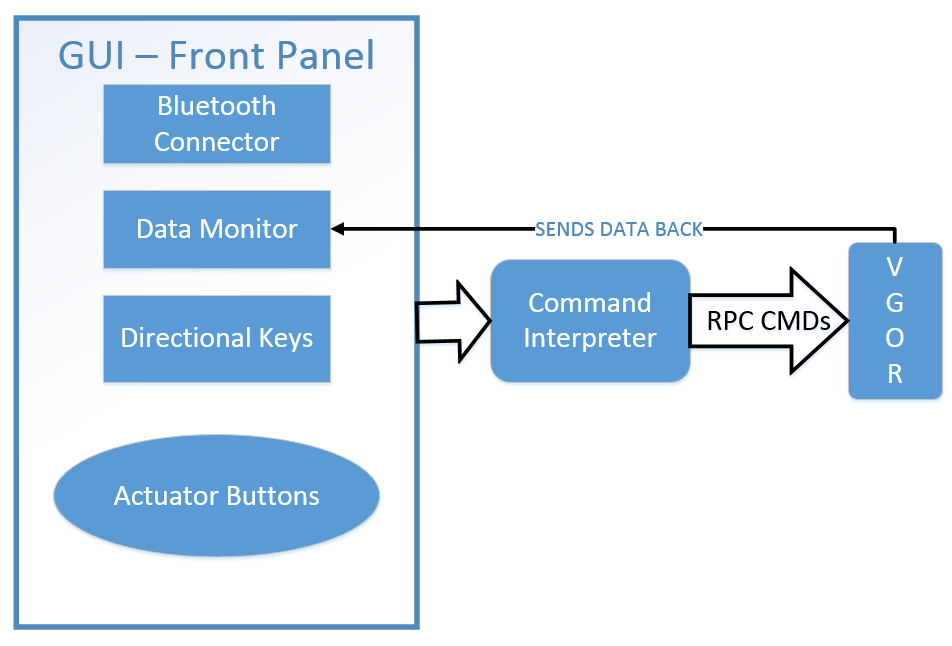 GUI – Front Panel
Bluetooth
Connector
Data Monitor
Directional Keys
Actuator Buttons
SENDS DATA BACK
Command
Interpreter
RPC CMDs
V
G
O
R